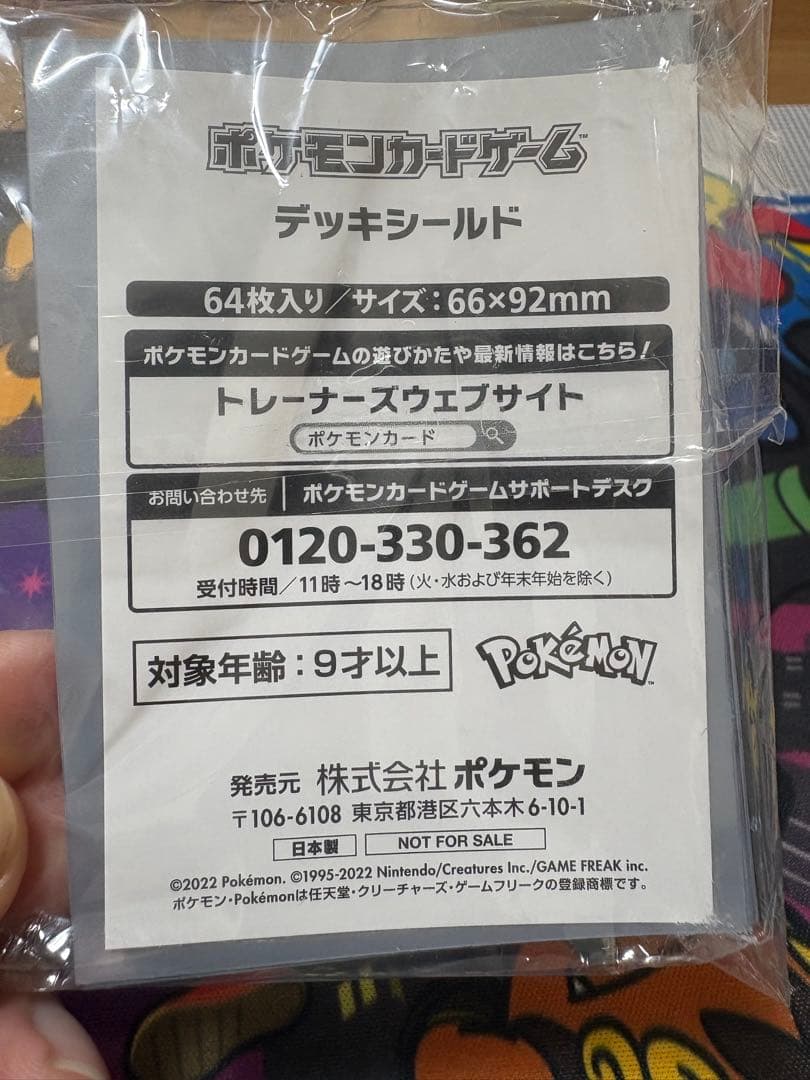 ポケモンカードゲーム™
デッキシールド
64枚入り／サイズ：66×92mm
ポケモンカードゲームの遊びかたや最新情報はこちら！
トレーナーズウェブサイト
ポケモンカード
お問い合わせ先｜ポケモンカードゲームサポートデスク
0120-330-362
受付時間／11時～18時（火・水および年末年始を除く）
対象年齢：9才以上
POKéMON™
発売元 株式会社 ポケモン
〒106-6108 東京都港区六本木6-10-1
日本製 NOT FOR SALE
©2022 Pokémon. ©1995-2022 Nintendo/Creatures Inc./GAME FREAK inc.
ポケモン・Pokémonは任天堂・クリーチャーズ・ゲームフリークの登録商標です。